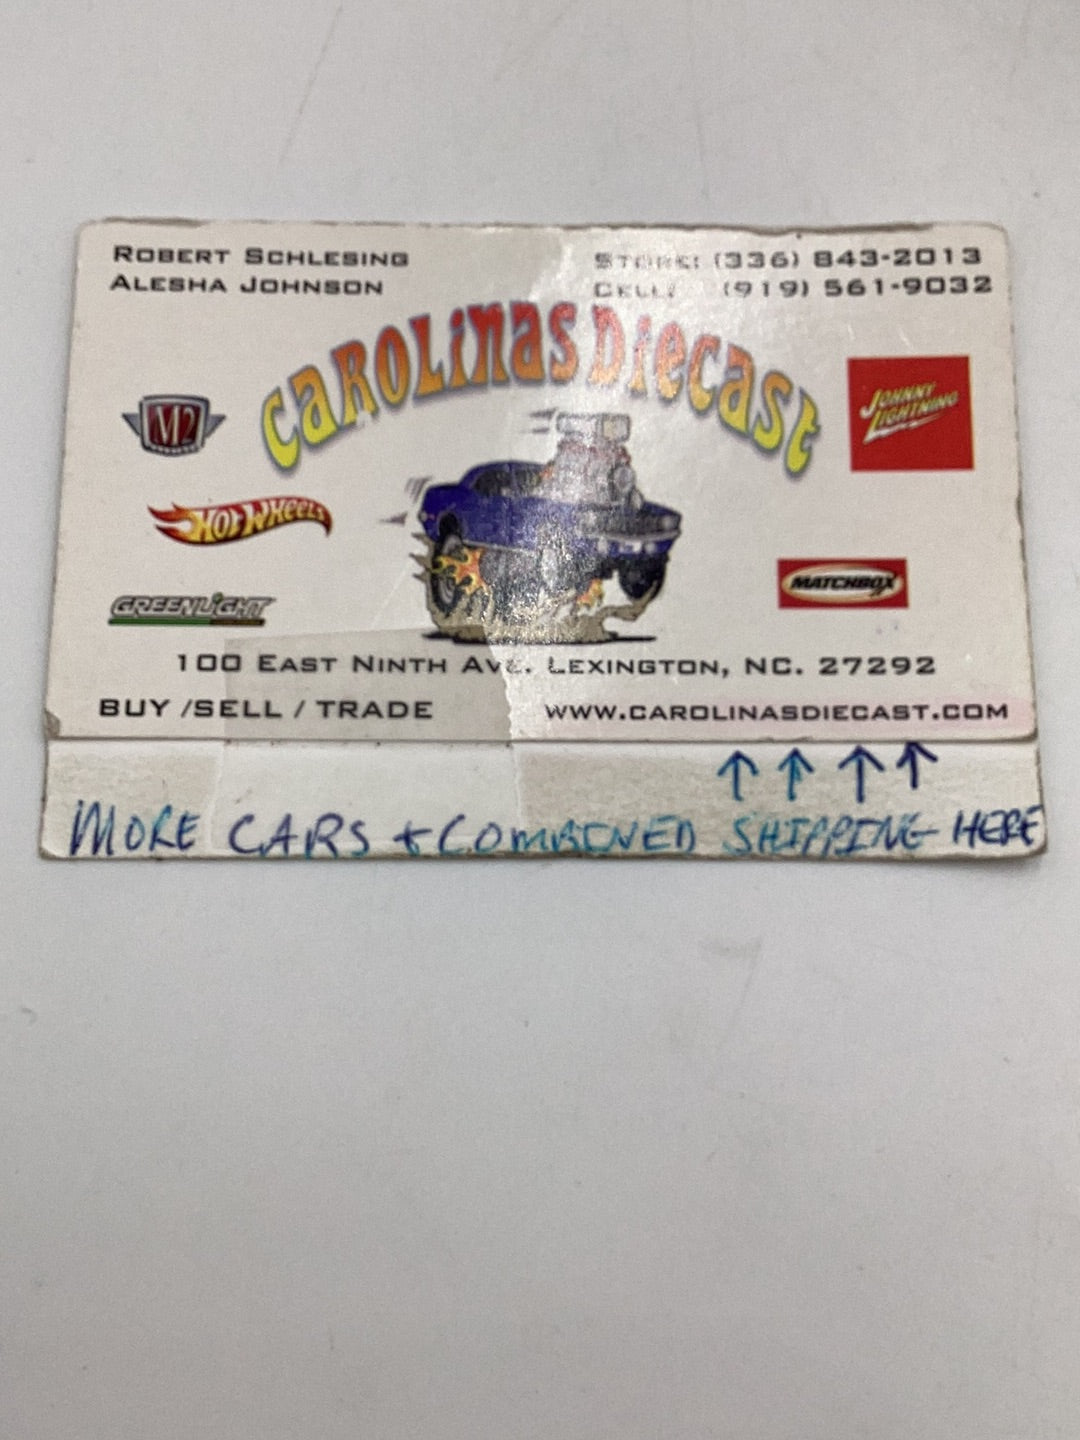 ROBERT SCHLESING
ALESHA JOHNSON
STORE: (336) 843-2013
CELL: (919) 561-9032
CAROLiNas Diecast
M2
JOHNNY LIGHTNING
HOT WHEELS
MATCHBOX
GREENLiGHT
100 EAST NINTH AVE. LEXINGTON, NC. 27292
BUY /SELL / TRADE
WWW.CAROLINASDIECAST.COM
↑ ↑ ↑ ↑
MORE CARS + COMBINED SHIPPING HERE